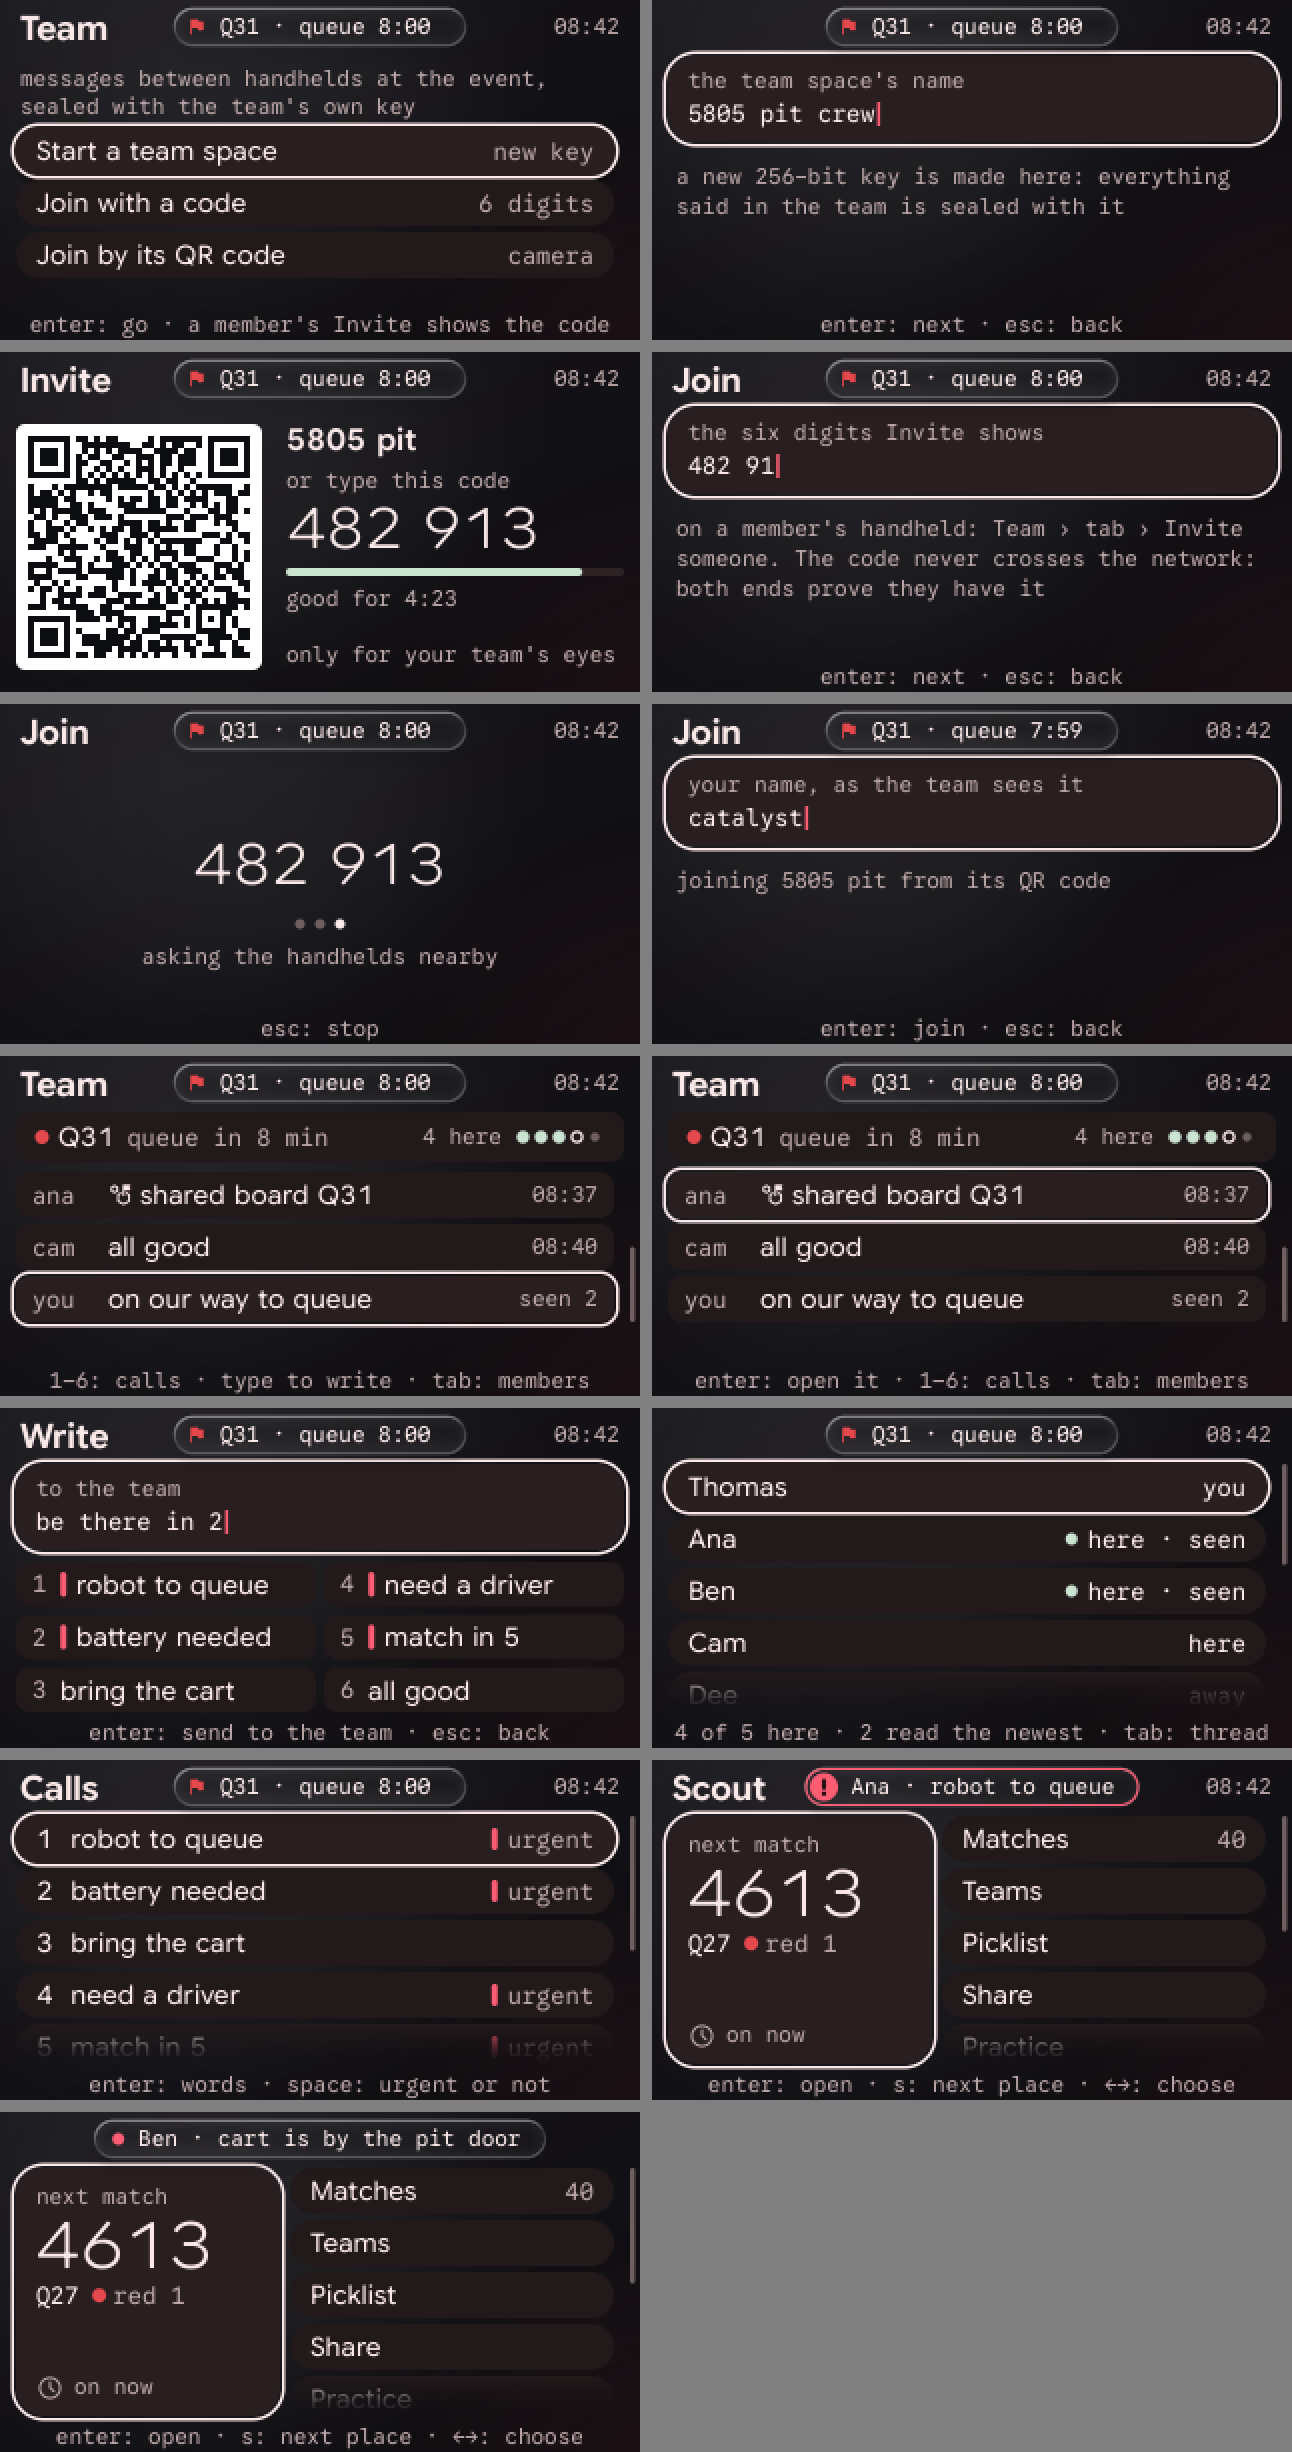 Team
Q31 · queue 8:00
08:42
messages between handhelds at the event,
sealed with the team's own key
Start a team space
new key
Join with a code
6 digits
Join by its QR code
camera
enter: go · a member's Invite shows the code
Q31 · queue 8:00
08:42
the team space's name
5805 pit crew
a new 256-bit key is made here: everything
said in the team is sealed with it
enter: next · esc: back
Invite
Q31 · queue 8:00
08:42
5805 pit
or type this code
482 913
good for 4:23
only for your team's eyes
Join
Q31 · queue 8:00
08:42
the six digits Invite shows
482 91
on a member's handheld: Team › tab › Invite
someone. The code never crosses the network:
both ends prove they have it
enter: next · esc: back
Join
Q31 · queue 8:00
08:42
482 913
asking the handhelds nearby
esc: stop
Join
Q31 · queue 7:59
08:42
your name, as the team sees it
catalyst
joining 5805 pit from its QR code
enter: join · esc: back
Team
Q31 · queue 8:00
08:42
Q31 queue in 8 min
4 here
ana shared board Q31 08:37
cam all good 08:40
you on our way to queue seen 2
1-6: calls · type to write · tab: members
Team
Q31 · queue 8:00
08:42
Q31 queue in 8 min
4 here
ana shared board Q31 08:37
cam all good 08:40
you on our way to queue seen 2
enter: open it · 1-6: calls · tab: members
Write
Q31 · queue 8:00
08:42
to the team
be there in 2
1 robot to queue
4 need a driver
2 battery needed
5 match in 5
3 bring the cart
6 all good
enter: send to the team · esc: back
Q31 · queue 8:00
08:42
Thomas you
Ana here · seen
Ben here · seen
Cam here
Dee away
4 of 5 here · 2 read the newest · tab: thread
Calls
Q31 · queue 8:00
08:42
1 robot to queue urgent
2 battery needed urgent
3 bring the cart
4 need a driver urgent
5 match in 5 urgent
enter: words · space: urgent or not
Scout
Ana · robot to queue
08:42
next match
4613
Q27 red 1
on now
Matches 40
Teams
Picklist
Share
Practice
enter: open · s: next place · ↔: choose
Ben · cart is by the pit door
next match
4613
Q27 red 1
on now
Matches 40
Teams
Picklist
Share
Practice
enter: open · s: next place · ↔: choose